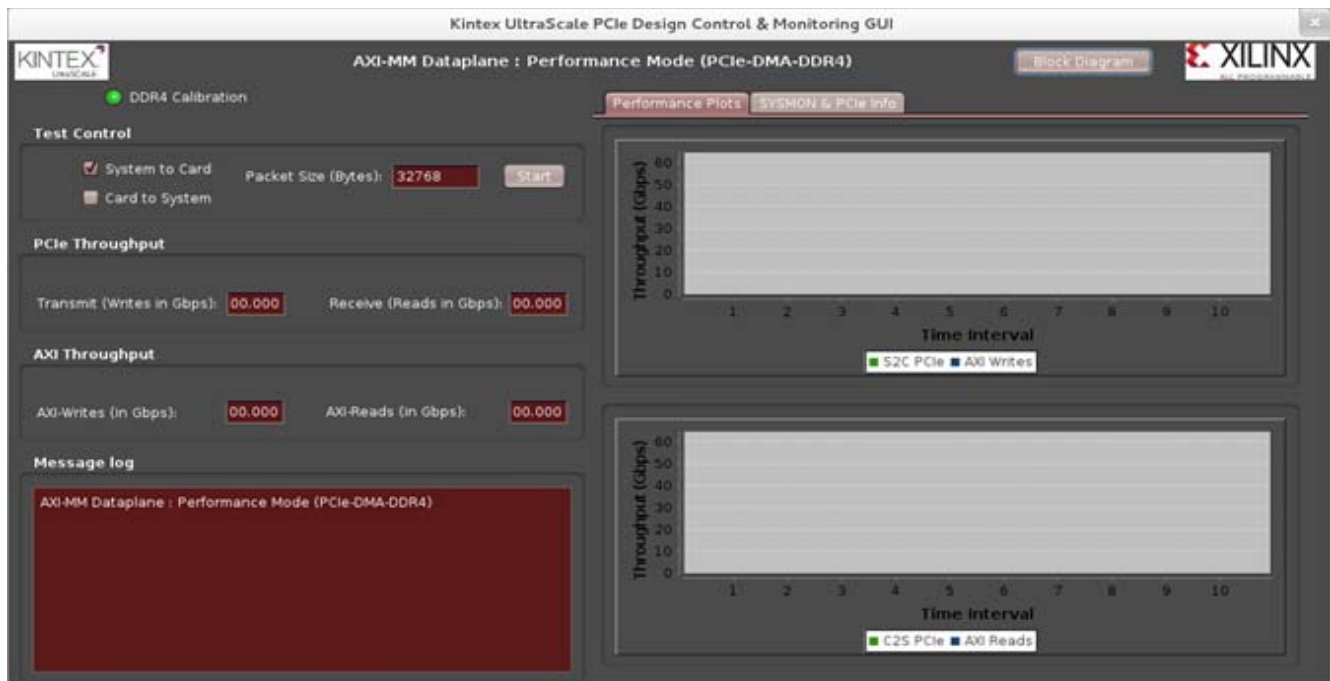 Kintex UltraScale PCIe Design Control & Monitoring GUI
KINTEX
UltraSCALE
AXI-MM Dataplane : Performance Mode (PCIe-DMA-DDR4)
Block Diagram
XILINX
ALL PROGRAMMABLE
DDR4 Calibration
Performance Plots
SYSMON & PCIe Info
Test Control
System to Card
Packet Size (Bytes): 32768
Start
Card to System
PCIe Throughput
Transmit (Writes in Gbps): 00.000
Receive (Reads in Gbps): 00.000
AXI Throughput
AXI-Writes (in Gbps): 00.000
AXI-Reads (in Gbps): 00.000
Message log
AXI-MM Dataplane : Performance Mode (PCIe-DMA-DDR4)
Throughput (Gbps)
60
50
40
30
20
10
0
1 2 3 4 5 6 7 8 9 10
Time Interval
S2C PCIe AXI Writes
Throughput (Gbps)
60
50
40
30
20
10
0
1 2 3 4 5 6 7 8 9 10
Time Interval
C2S PCIe AXI Reads